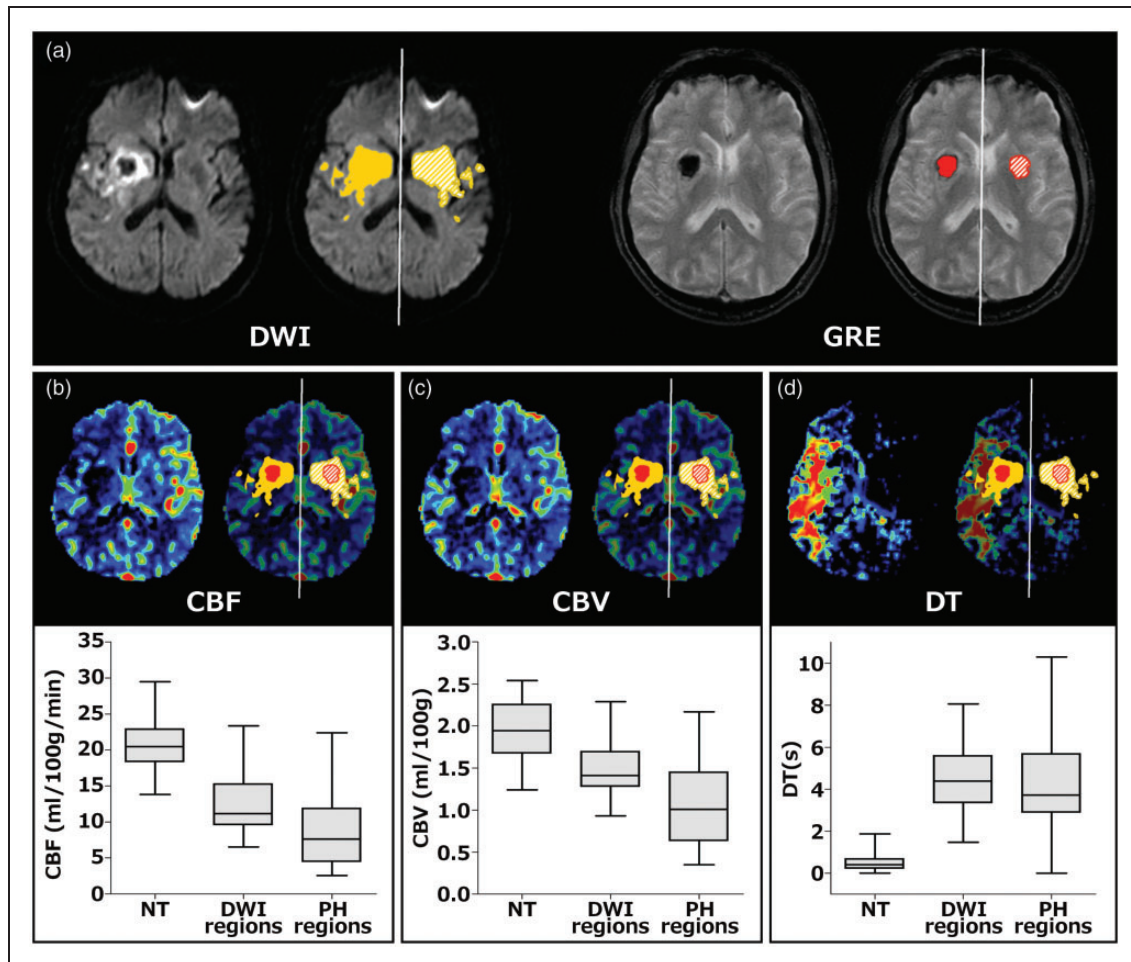 (a)
DWI
GRE
(b)
CBF
(c)
CBV
(d)
DT
CBF (ml/100g/min)
35
30
25
20
15
10
5
0
NT
DWI
regions
PH
regions
CBV (ml/100g)
3.0
2.5
2.0
1.5
1.0
0.5
0.0
NT
DWI
regions
PH
regions
DT(s)
10
8
6
4
2
0
NT
DWI
regions
PH
regions